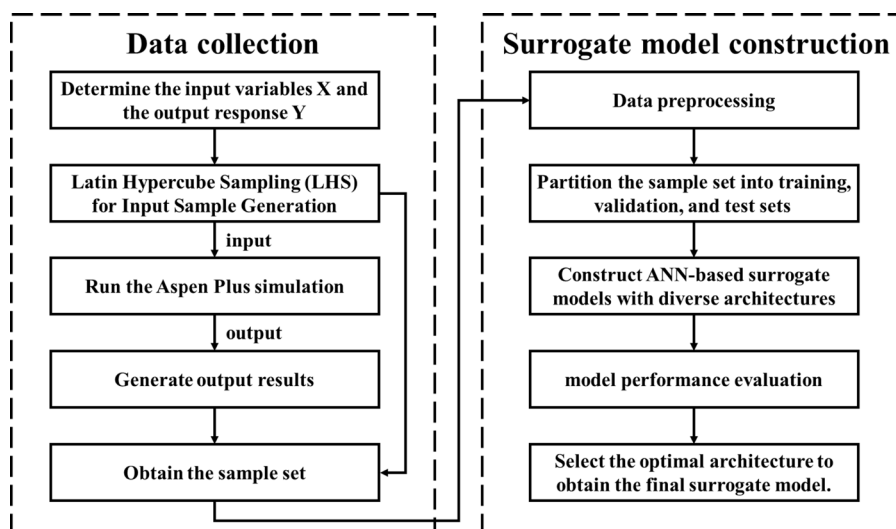 Data collection
Determine the input variables X and
the output response Y
Latin Hypercube Sampling (LHS)
for Input Sample Generation
input
Run the Aspen Plus simulation
output
Generate output results
Obtain the sample set
Surrogate model construction
Data preprocessing
Partition the sample set into training,
validation, and test sets
Construct ANN-based surrogate
models with diverse architectures
model performance evaluation
Select the optimal architecture to
obtain the final surrogate model.